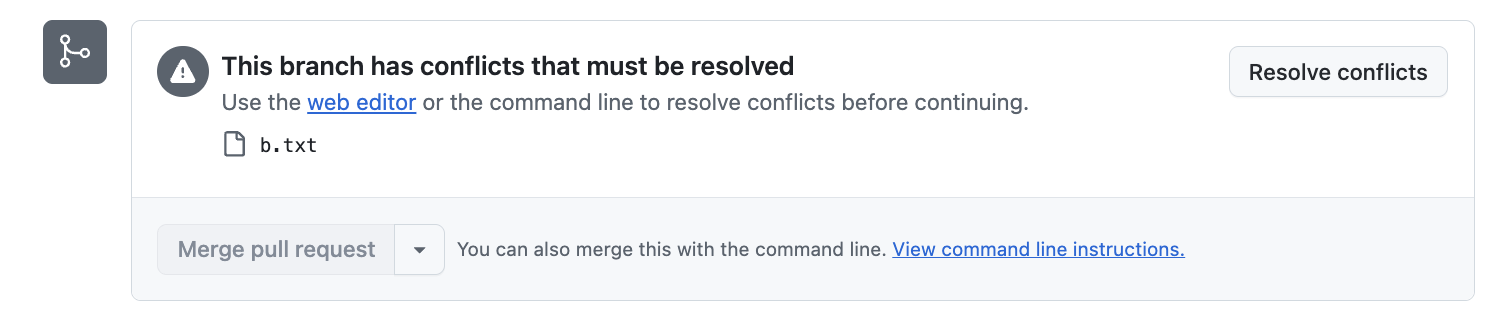 This branch has conflicts that must be resolved
Resolve conflicts
Use the web editor or the command line to resolve conflicts before continuing.
b.txt
Merge pull request
You can also merge this with the command line. View command line instructions.